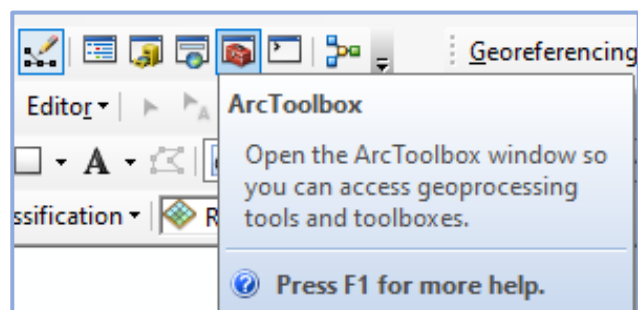 Georeferencing
Editor
ArcToolbox
Open the ArcToolbox window so
you can access geoprocessing
tools and toolboxes.
A
ssification
R
Press F1 for more help.